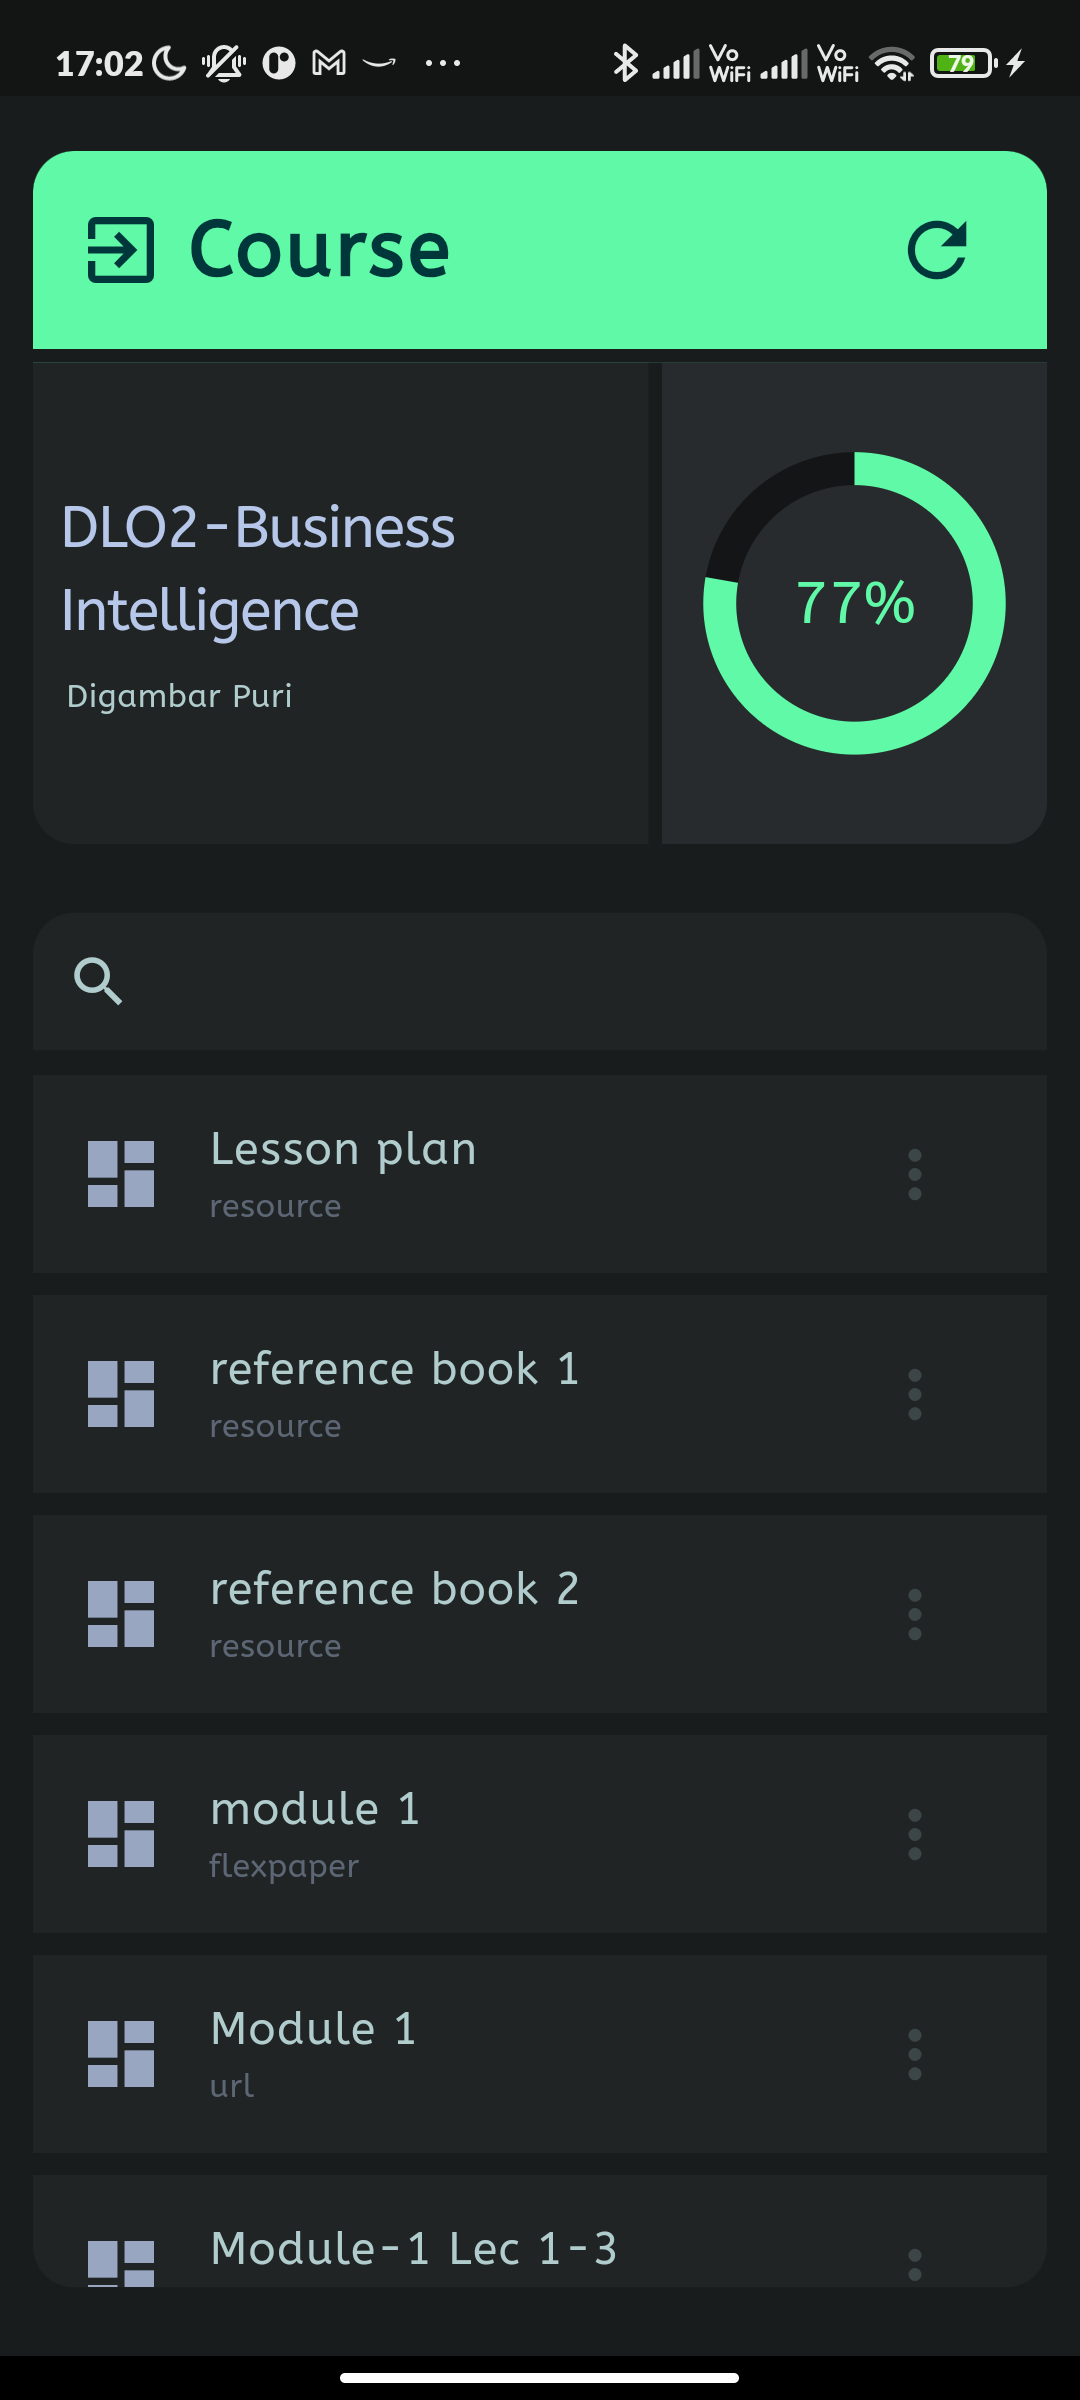 17:02
Vo WiFi
Vo WiFi
79
Course
DLO2-Business
Intelligence
Digambar Puri
77%
Lesson plan
resource
reference book 1
resource
reference book 2
resource
module 1
flexpaper
Module 1
url
Module-1 Lec 1-3